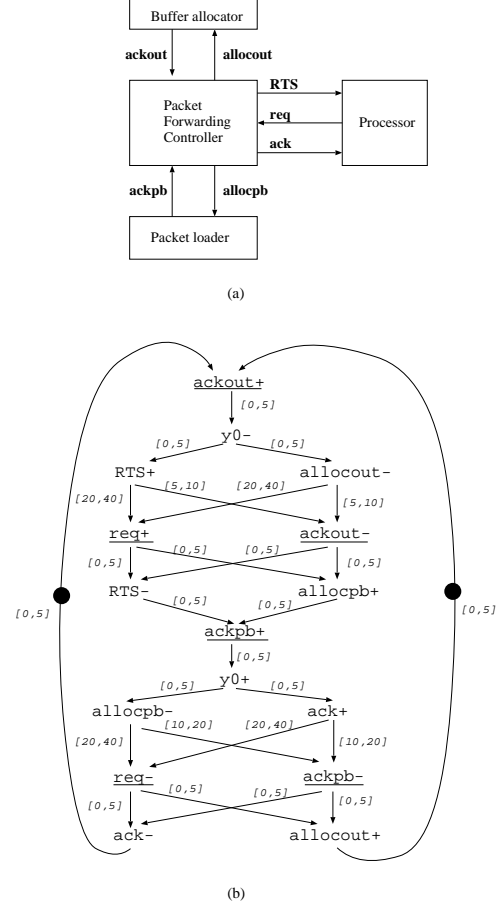 Buffer allocator
ackout allocout
RTS
Packet
Forwarding
Controller
req
Processor
ack
ackpb allocpb
Packet loader
(a)
ackout+
[0,5]
y0-
[0,5] [0,5]
RTS+ allocout-
[20,40] [5,10] [20,40] [5,10]
req+ ackout-
[0,5] [0,5] [0,5] [0,5]
RTS- allocpb+
[0,5] [0,5]
[0,5] [0,5]
ackpb+
[0,5]
y0+
[0,5] [0,5]
allocpb- ack+
[20,40] [10,20] [20,40] [10,20]
req- ackpb-
[0,5] [0,5] [0,5] [0,5]
ack- allocout+
(b)